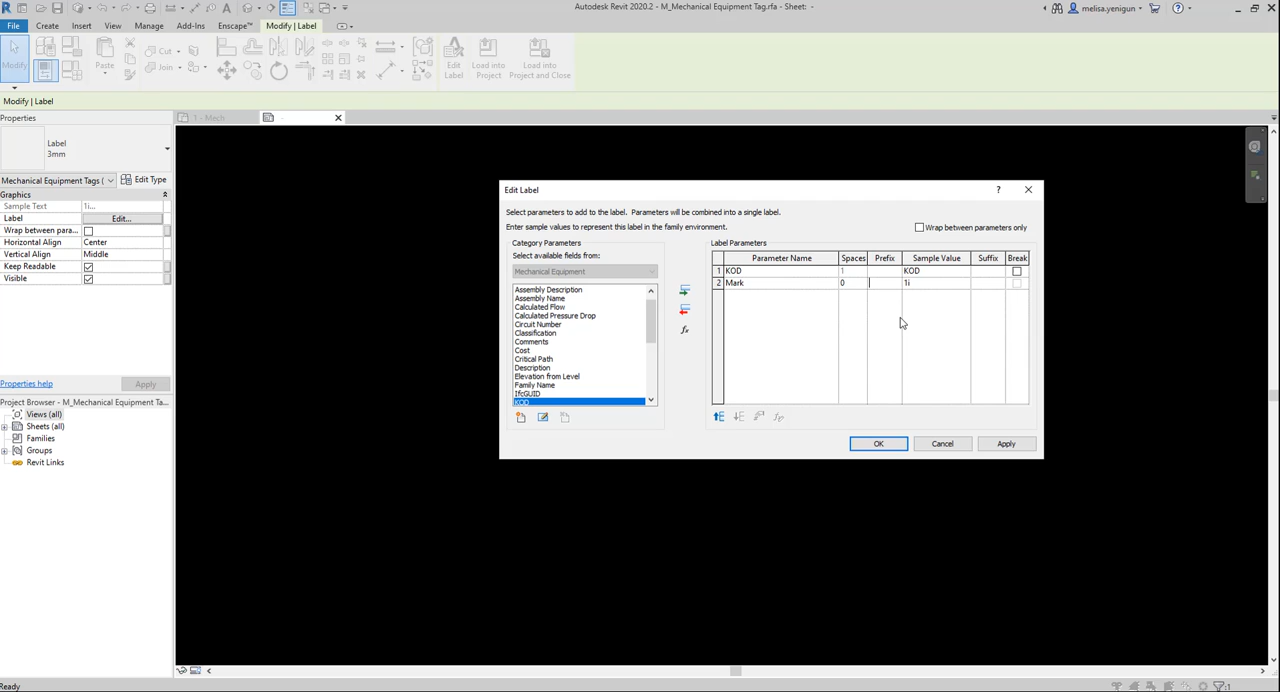 Autodesk Revit 2020.2 - M_Mechanical Equipment Tag.rfa - Sheet: -
melisa.yenigun
File Create Insert View Manage Add-Ins Enscape™ Modify | Label
Modify
Paste
Cut
Join
Edit Label
Load into Project
Load into Project and Close
Modify | Label
Properties
1 - Mech
-
Label
3mm
Mechanical Equipment Tags (
Edit Type
Graphics
Sample Text 1i...
Label Edit...
Wrap between para...
Horizontal Align Center
Vertical Align Middle
Keep Readable
Visible
Properties help
Apply
Project Browser - M_Mechanical Equipment Ta...
Views (all)
Sheets (all)
Families
Groups
Revit Links
Ready
Edit Label
Select parameters to add to the label. Parameters will be combined into a single label.
Enter sample values to represent this label in the family environment.
Wrap between parameters only
Category Parameters
Select available fields from:
Mechanical Equipment
Assembly Description
Assembly Name
Calculated Flow
Calculated Pressure Drop
Circuit Number
Classification
Comments
Cost
Critical Path
Description
Elevation from Level
Family Name
IfcGUID
KOD
Label Parameters
Parameter Name Spaces Prefix Sample Value Suffix Break
1 KOD 1 KOD
2 Mark 0 1i
OK
Cancel
Apply